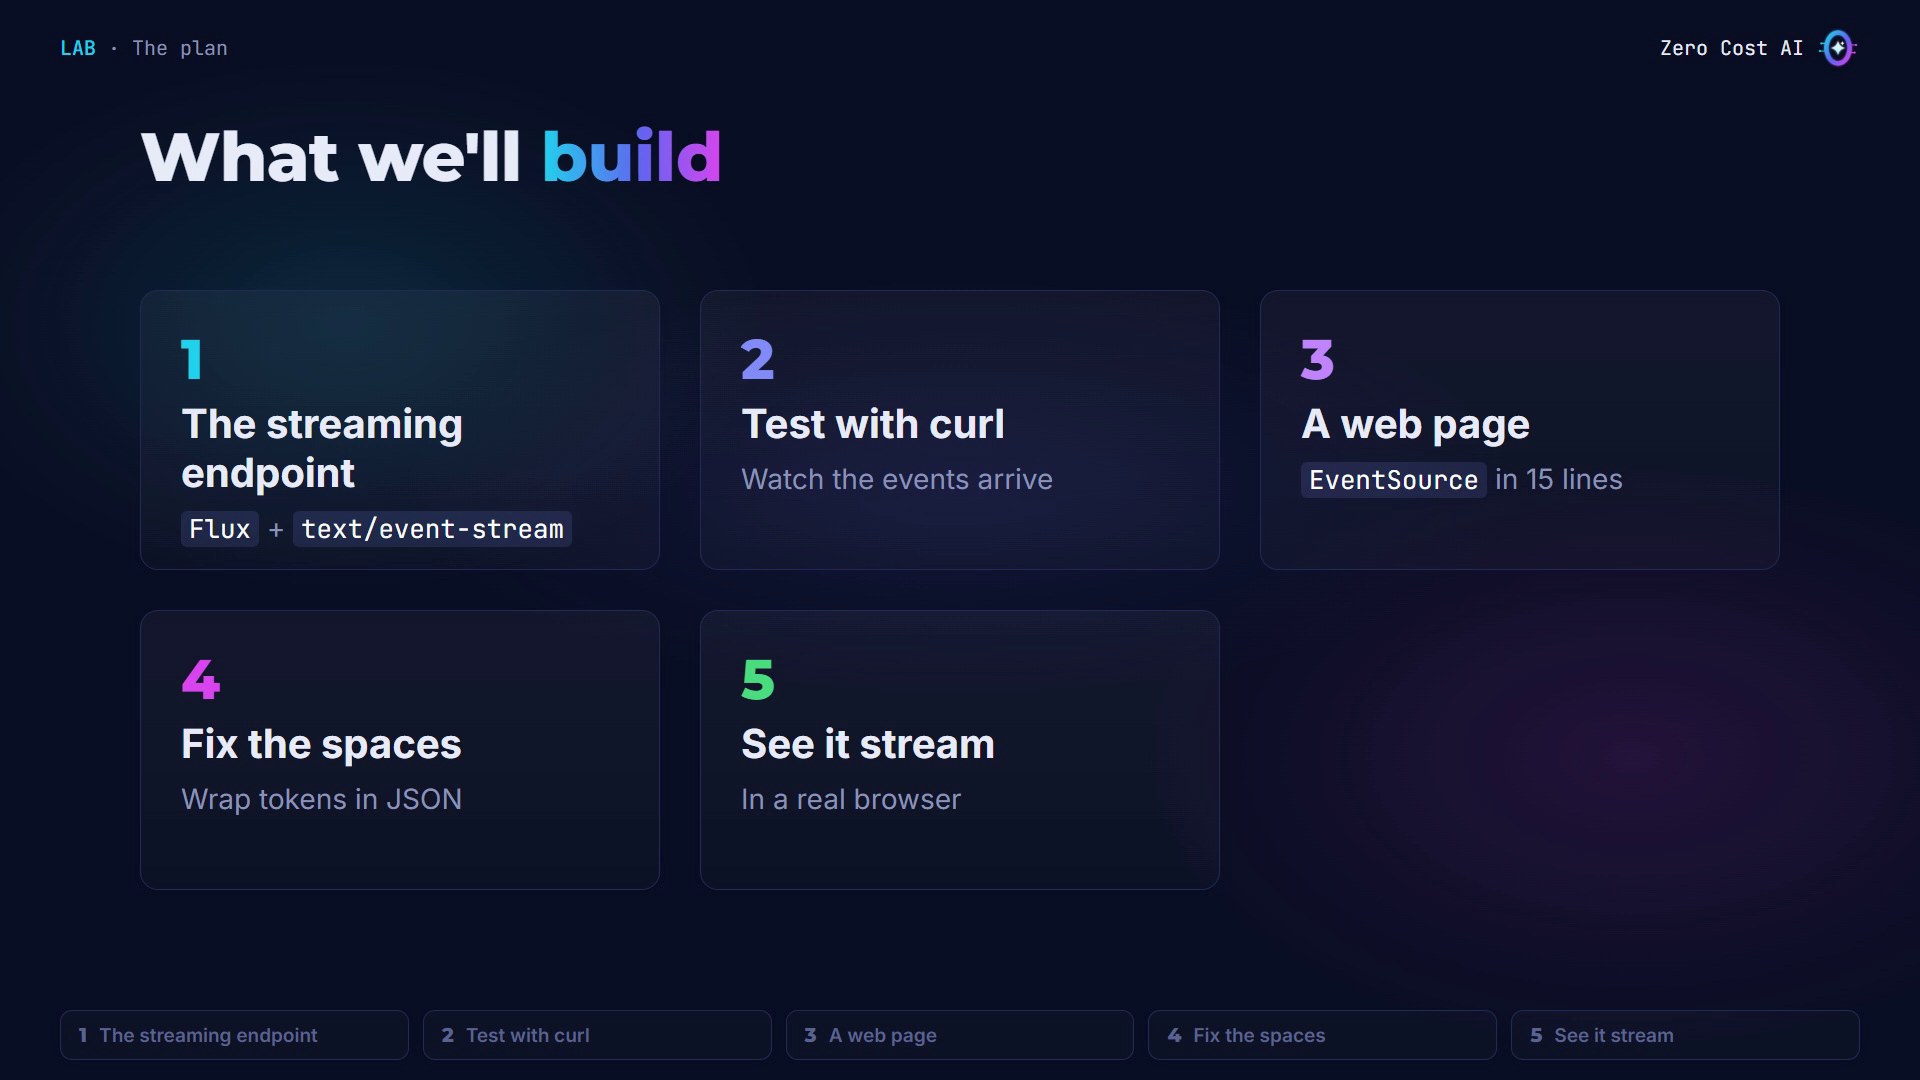 LAB · The plan
Zero Cost AI
What we'll build
1
The streaming
endpoint
Flux + text/event-stream
2
Test with curl
Watch the events arrive
3
A web page
EventSource in 15 lines
4
Fix the spaces
Wrap tokens in JSON
5
See it stream
In a real browser
1 The streaming endpoint
2 Test with curl
3 A web page
4 Fix the spaces
5 See it stream